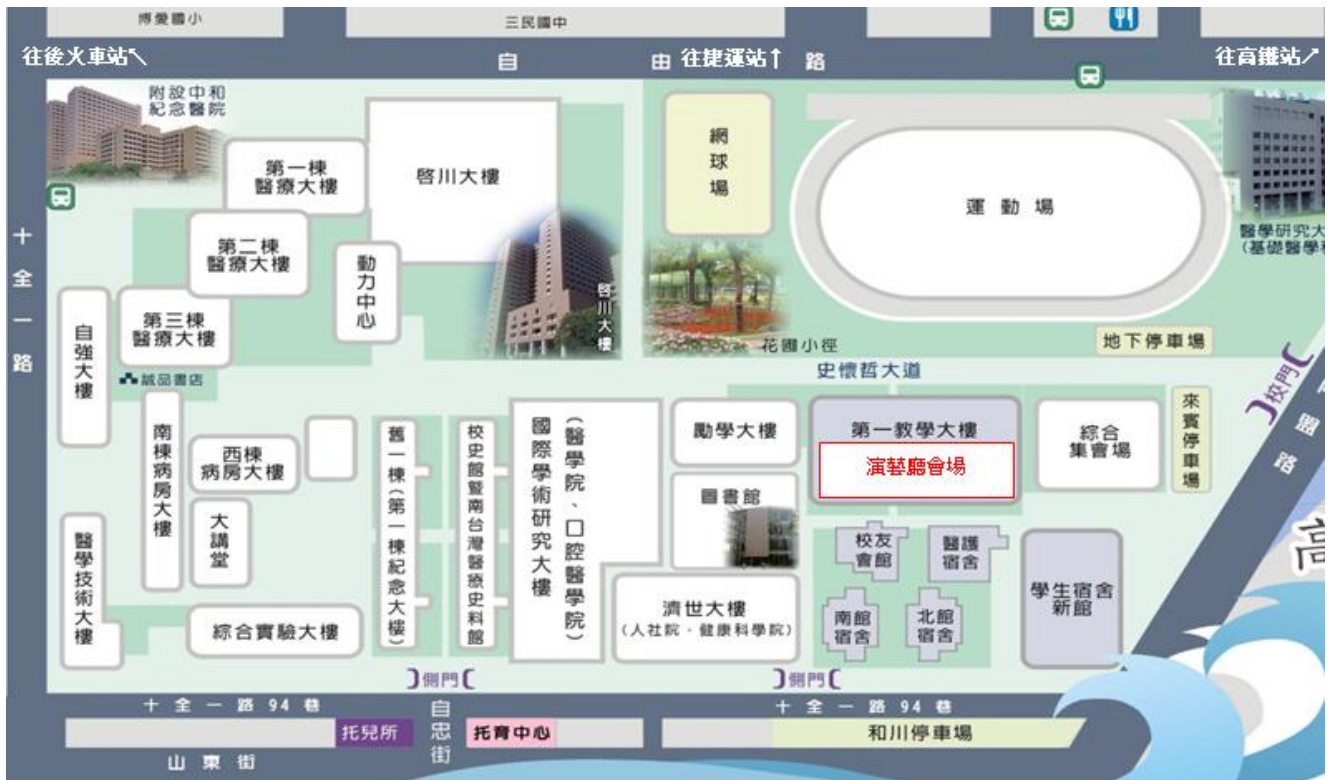 博愛國小
三民國中
往後火車站↖
自由路
往捷運站↑
往高鐵站↗
附設中和
紀念醫院
第一棟
醫療大樓
啓川大樓
網球場
運動場
第二棟
醫療大樓
動力中心
啓川大樓
醫學研究大
(基礎醫學
十全一路
自強大樓
第三棟
醫療大樓
誠品書店
花園小徑
地下停車場
史懷哲大道
校門
同盟路
南棟病房大樓
西棟
病房大樓
舊一棟(第一棟紀念大樓)
校史館暨南台灣醫療史料館
國際學術研究大樓
(醫學院、口腔醫學院)
勵學大樓
第一教學大樓
演藝廳會場
綜合
集會場
來賓停車場
圖書館
大講堂
醫學技術大樓
綜合實驗大樓
濟世大樓
(人社院・健康科學院)
校友
會館
醫護
宿舍
南館
宿舍
北館
宿舍
學生宿舍
新館
高
側門
側門
十全一路94巷
十全一路94巷
托兒所
自忠街
托育中心
和川停車場
山東街